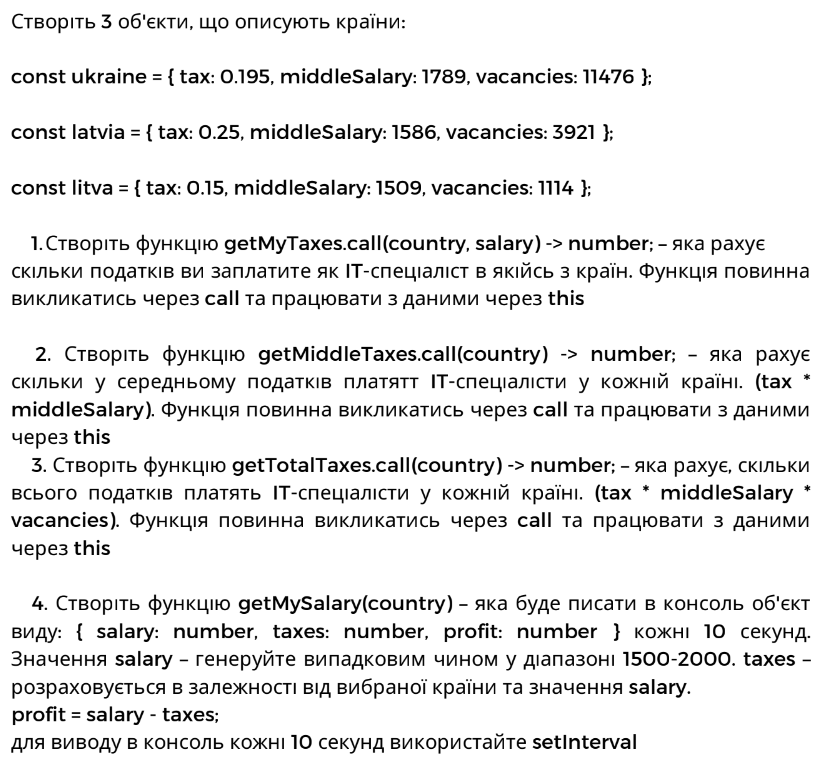 Створіть 3 об'єкти, що описують країни:
const ukraine = { tax: 0.195, middleSalary: 1789, vacancies: 11476 };
const latvia = { tax: 0.25, middleSalary: 1586, vacancies: 3921 };
const litva = { tax: 0.15, middleSalary: 1509, vacancies: 1114 };
1. Створіть функцію getMyTaxes.call(country, salary) -> number; – яка рахує
скільки податків ви заплатите як IT-спеціаліст в якійсь з країн. Функція повинна
викликатись через call та працювати з даними через this
2. Створіть функцію getMiddleTaxes.call(country) -> number; – яка рахує
скільки у середньому податків платятт IT-спеціалісти у кожній країні. (tax *
middleSalary). Функція повинна викликатись через call та працювати з даними
через this
3. Створіть функцію getTotalTaxes.call(country) -> number; – яка рахує, скільки
всього податків платять IT-спеціалісти у кожній країні. (tax * middleSalary *
vacancies). Функція повинна викликатись через call та працювати з даними
через this
4. Створіть функцію getMySalary(country) – яка буде писати в консоль об'єкт
виду: { salary: number, taxes: number, profit: number } кожні 10 секунд.
Значення salary – генеруйте випадковим чином у діапазоні 1500-2000. taxes –
розраховується в залежності від вибраної країни та значення salary.
profit = salary - taxes;
для виводу в консоль кожні 10 секунд використайте setInterval